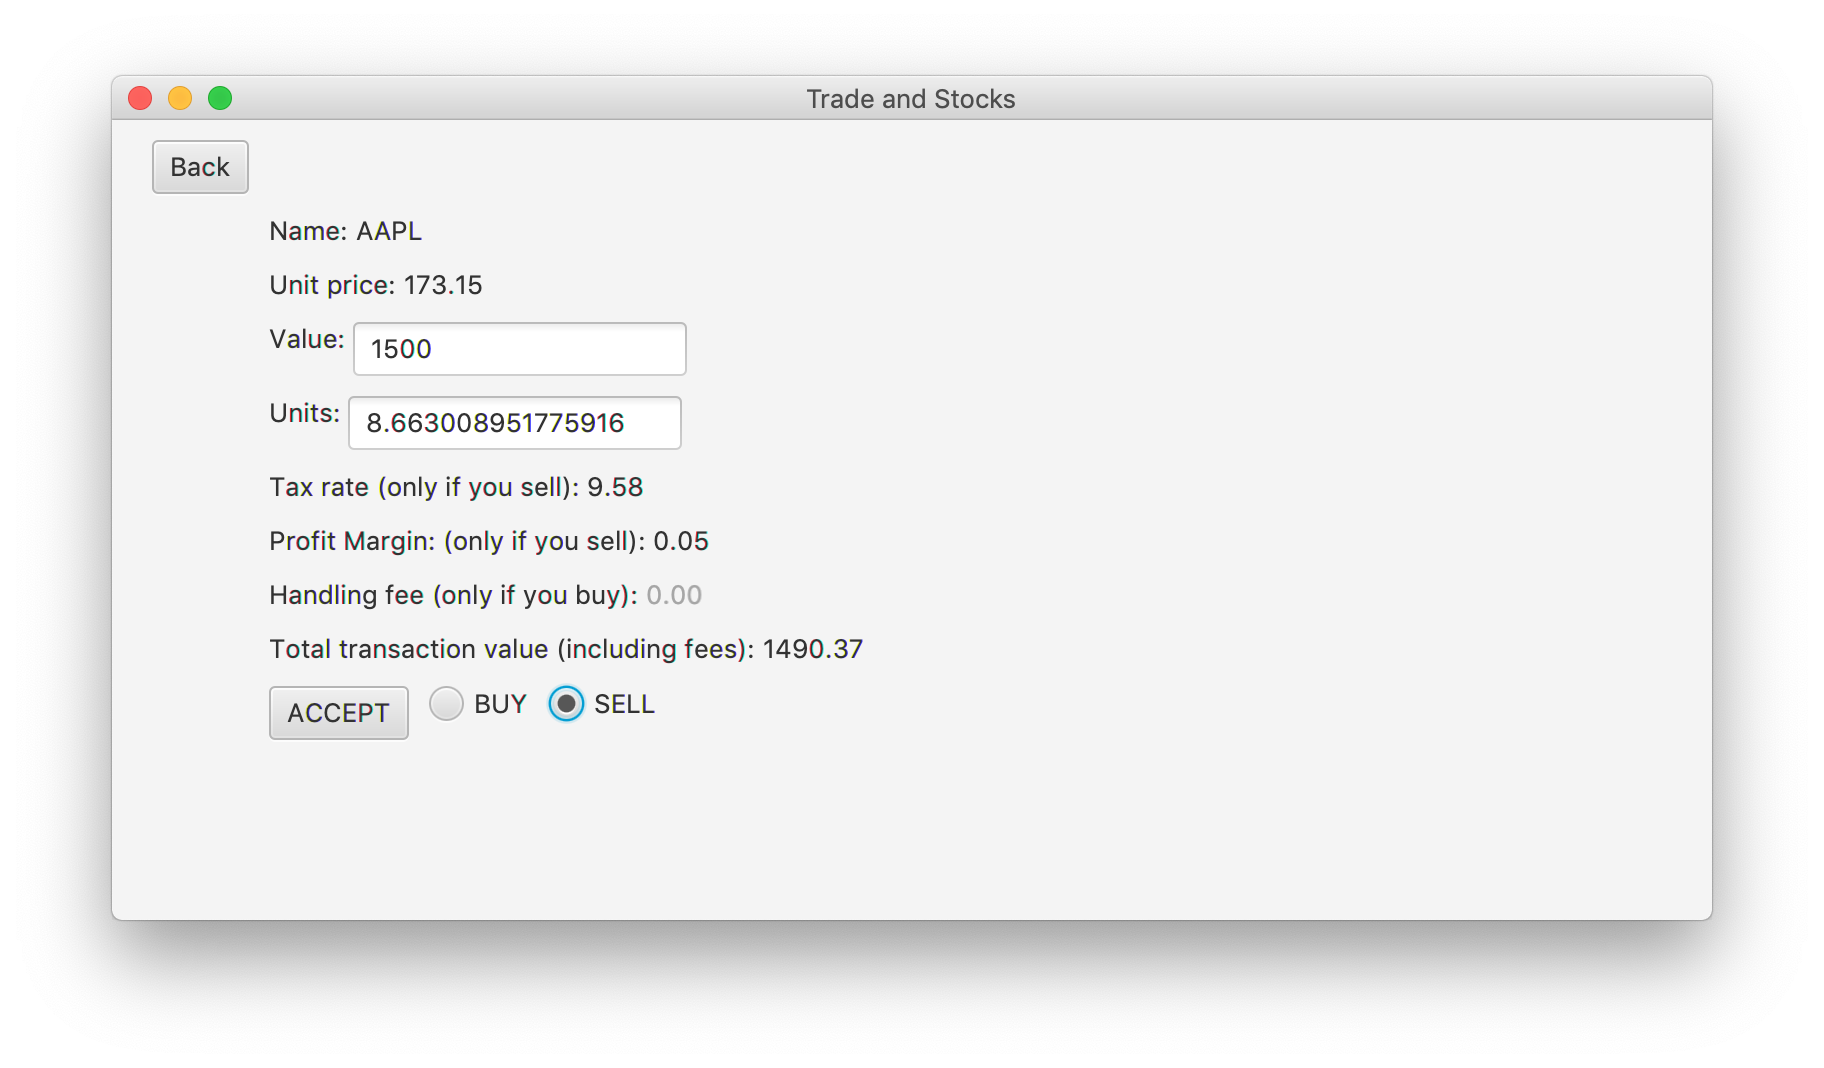 Trade and Stocks
Back
Name: AAPL
Unit price: 173.15
Value: 1500
Units: 8.663008951775916
Tax rate (only if you sell): 9.58
Profit Margin: (only if you sell): 0.05
Handling fee (only if you buy): 0.00
Total transaction value (including fees): 1490.37
ACCEPT BUY SELL